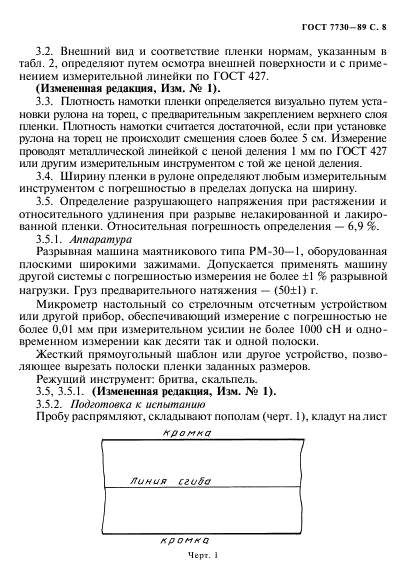 ГОСТ 7730—89 С. 8
3.2. Внешний вид и соответствие пленки нормам, указанным в
табл. 2, определяют путем осмотра внешней поверхности и с приме-
нением измерительной линейки по ГОСТ 427.
(Измененная редакция, Изм. № 1).
3.3. Плотность намотки пленки определяется визуально путем уста-
новки рулона на торец, с предварительным закреплением верхнего слоя
пленки. Плотность намотки считается достаточной, если при установке
рулона на торец не происходит смещения слоев более 5 см. Измерение
проводят металлической линейкой с ценой деления 1 мм по ГОСТ 427
или другим измерительным инструментом с той же ценой деления.
3.4. Ширину пленки в рулоне определяют любым измерительным
инструментом с погрешностью в пределах допуска на ширину.
3.5. Определение разрушающего напряжения при растяжении и
относительного удлинения при разрыве нелакированной и лакиро-
ванной пленки. Относительная погрешность определения — 6,9 %.
3.5.1. Аппаратура
Разрывная машина маятникового типа РМ-30—1, оборудованная
плоскими широкими зажимами. Допускается применять машину
другой системы с погрешностью измерения не более ±1 % разрывной
нагрузки. Груз предварительного натяжения — (50±1) г.
Микрометр настольный со стрелочным отсчетным устройством
или другой прибор, обеспечивающий измерение с погрешностью не
более 0,01 мм при измерительном усилии не более 1000 сН и одно-
временном измерении как десяти так и одной полоски.
Жесткий прямоугольный шаблон или другое устройство, позво-
ляющее вырезать полоски пленки заданных размеров.
Режущий инструмент: бритва, скальпель.
3.5, 3.5.1. (Измененная редакция, Изм. № 1).
3.5.2. Подготовка к испытанию
Пробу распрямляют, складывают пополам (черт. 1), кладут на лист
кромка
Линия сгиба
кромка
Черт. 1